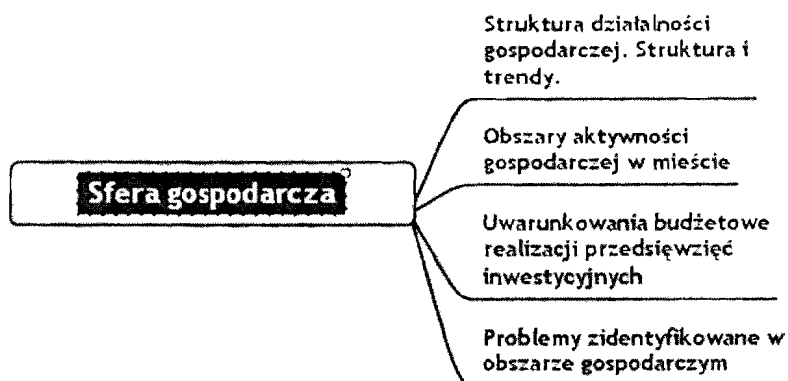 Struktura działalności
gospodarczej. Struktura i
trendy.
Obszary aktywności
gospodarczej w mieście
Sfera gospodarcza
Uwarunkowania budżetowe
realizacji przedsięwzięć
inwestycyjnych
Problemy zidentyfikowane w
obszarze gospodarczym